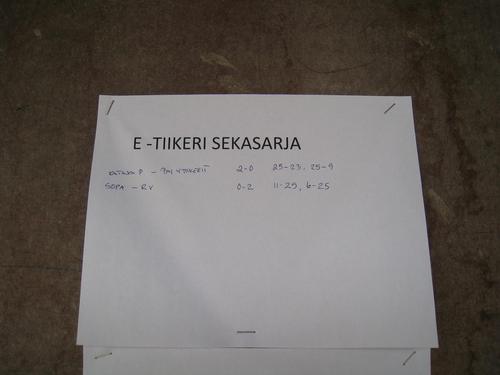 E -TIIKERI SEKASARJA
P - 2-0 25-23, 25-9
SOPA - RV 0-2 11-25, 6-25